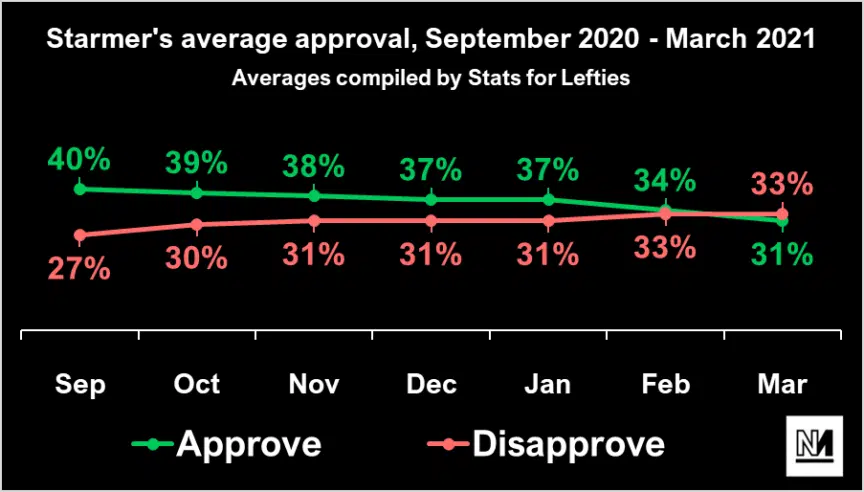 Starmer's average approval, September 2020 - March 2021
Averages compiled by Stats for Lefties
40% 39% 38% 37% 37% 34% 33%
27% 30% 31% 31% 31% 33% 31%
Sep Oct Nov Dec Jan Feb Mar
Approve Disapprove
NM